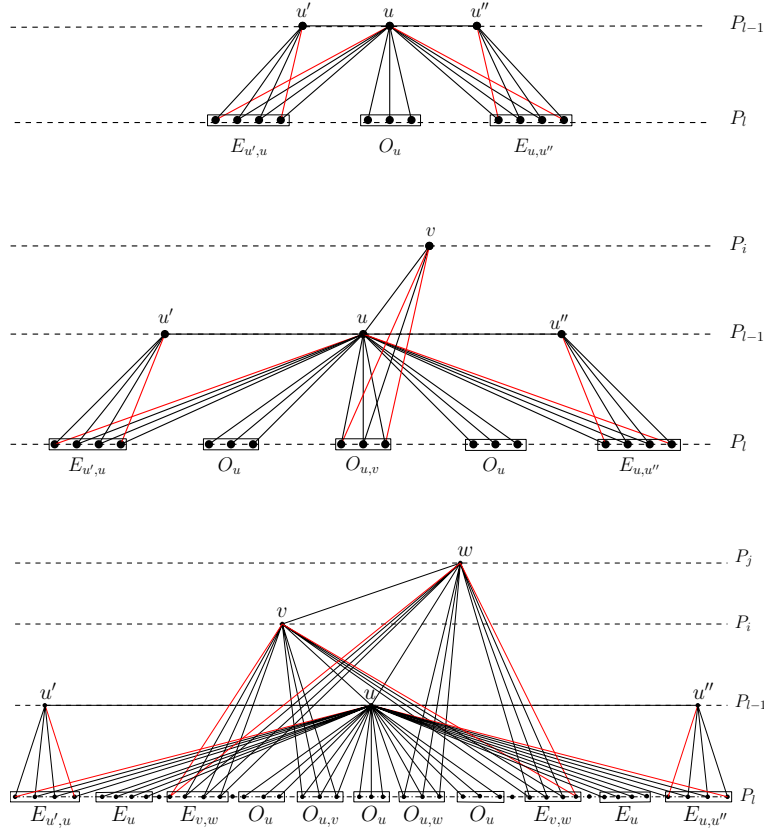 u′ u u″ P_{l−1}
P_l
E_{u′,u} O_u E_{u,u″}
v
P_i
u′ u u″ P_{l−1}
P_l
E_{u′,u} O_u O_{u,v} O_u E_{u,u″}
w P_j
v P_i
u′ u u″ P_{l−1}
P_l
E_{u′,u} E_u E_{v,w} O_u O_{u,v} O_u O_{u,w} O_u E_{v,w} E_u E_{u,u″}